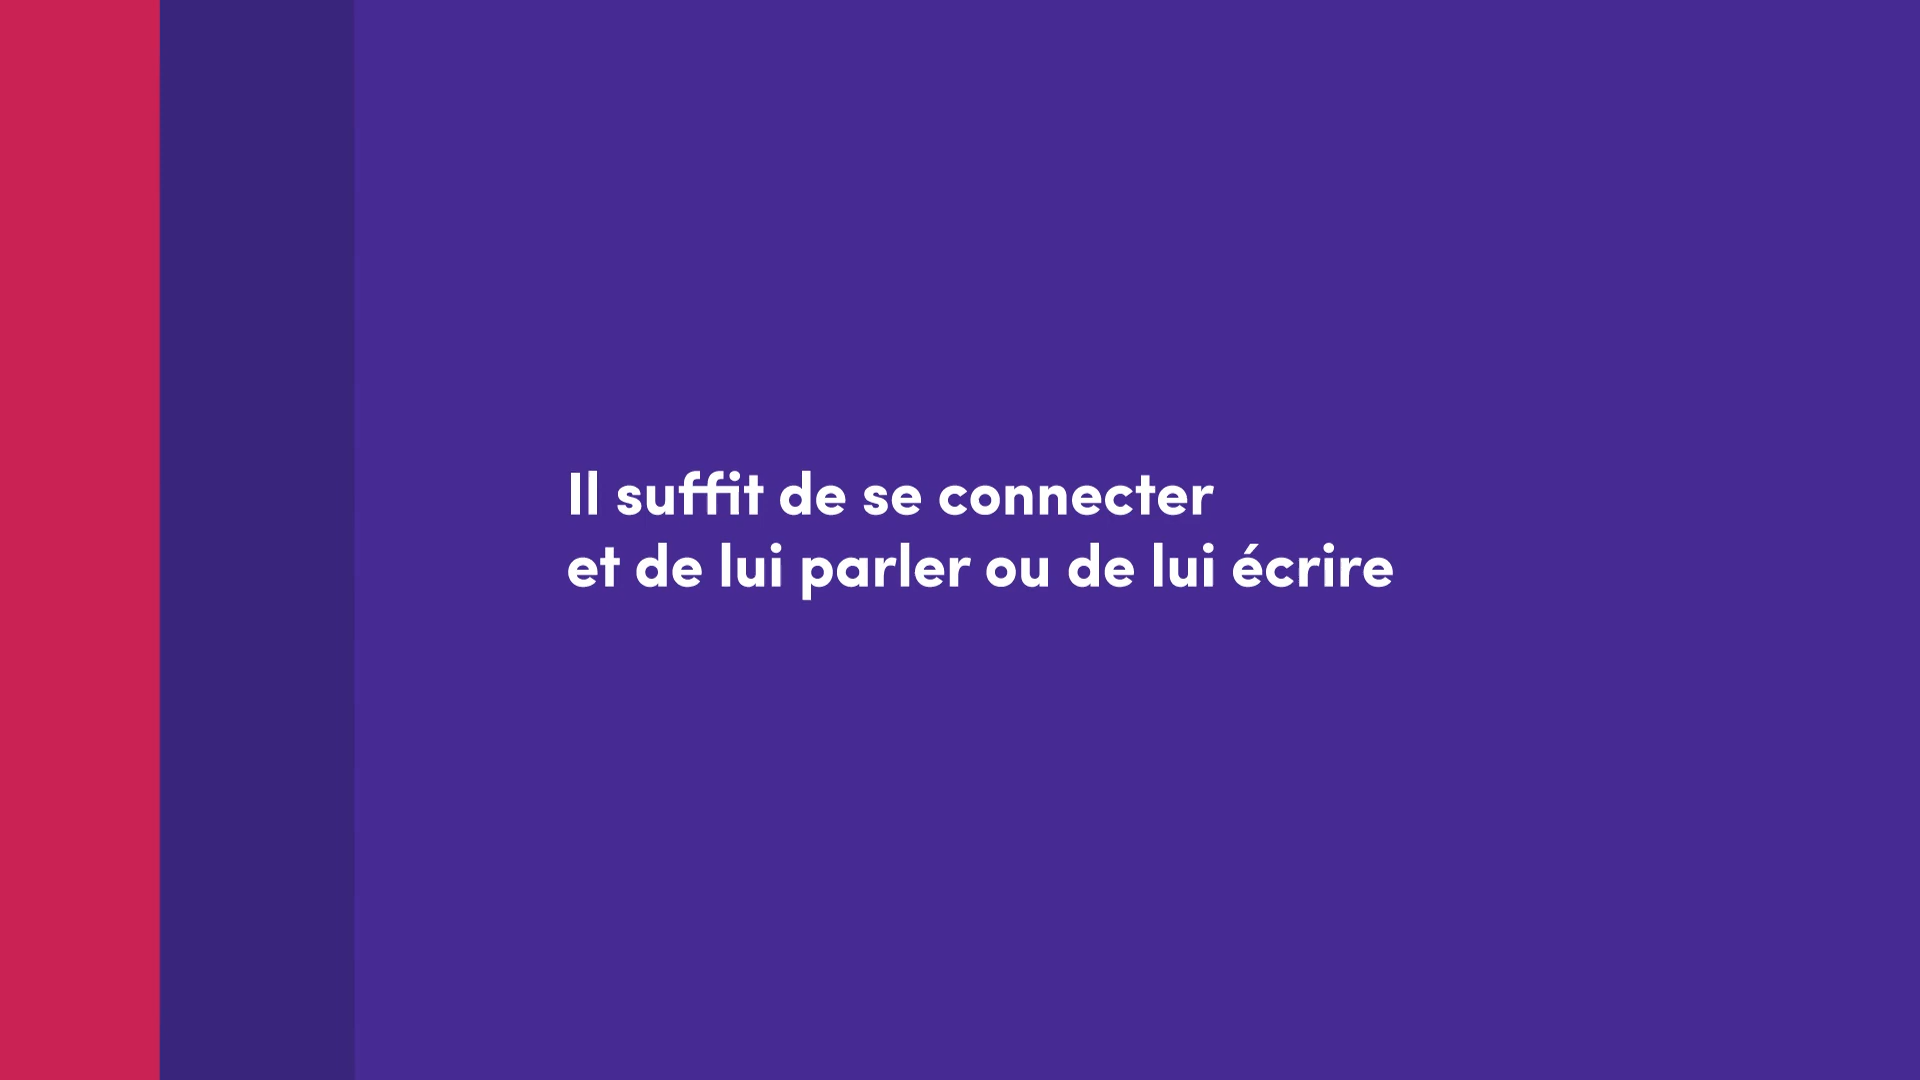 Il suffit de se connecter
et de lui parler ou de lui écrire